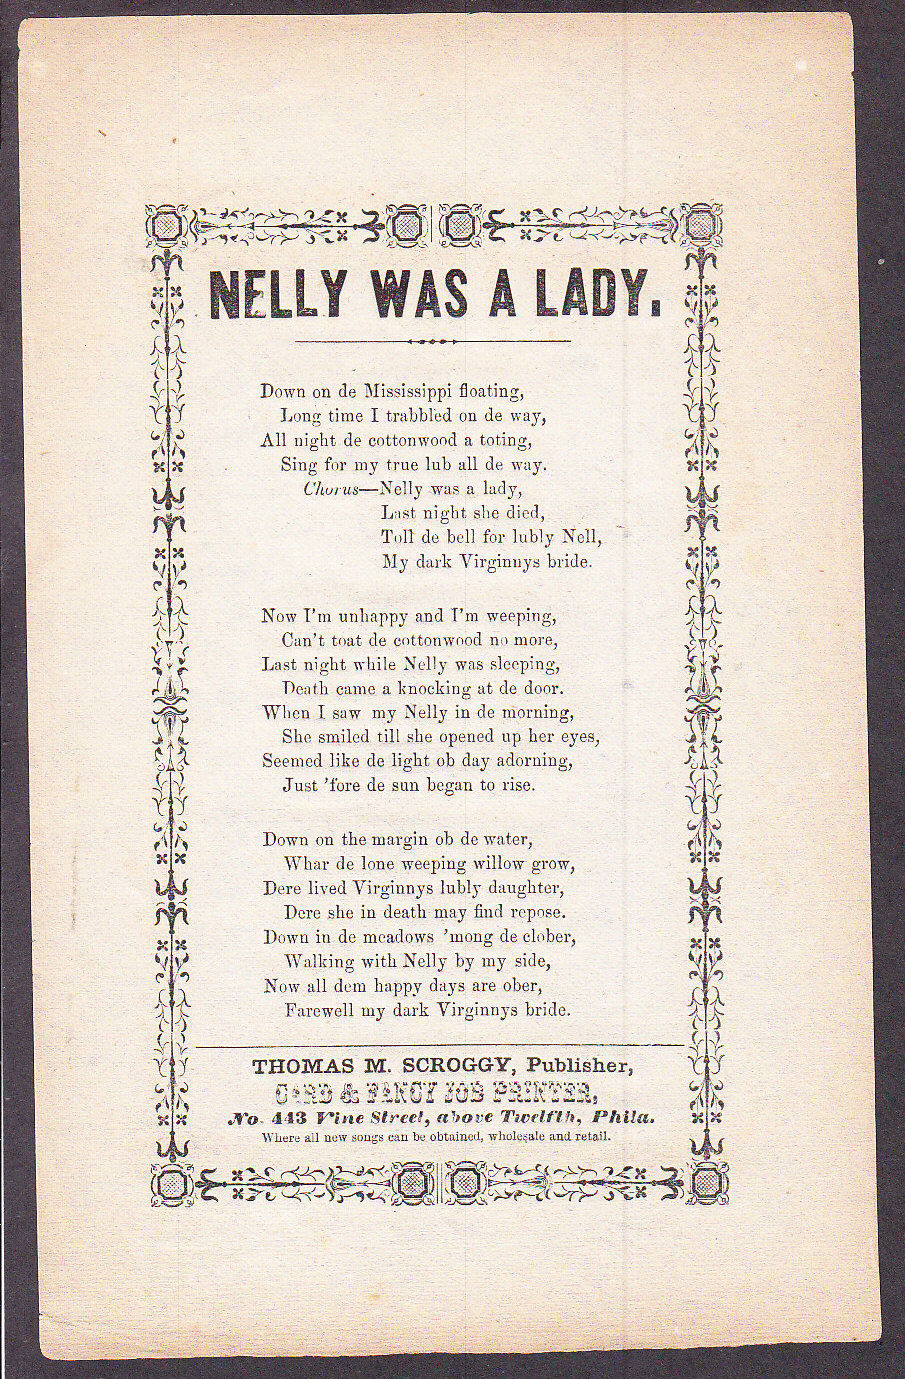 NELLY WAS A LADY.
Down on de Mississippi floating,
Long time I trabbled on de way,
All night de cottonwood a toting,
Sing for my true lub all de way.
Chorus—Nelly was a lady,
Last night she died,
Toll de bell for lubly Nell,
My dark Virginnys bride.
Now I'm unhappy and I'm weeping,
Can't toat de cottonwood no more,
Last night while Nelly was sleeping,
Death came a knocking at de door.
When I saw my Nelly in de morning,
She smiled till she opened up her eyes,
Seemed like de light ob day adorning,
Just 'fore de sun began to rise.
Down on the margin ob de water,
Whar de lone weeping willow grow,
Dere lived Virginnys lubly daughter,
Dere she in death may find repose.
Down in de meadows 'mong de clober,
Walking with Nelly by my side,
Now all dem happy days are ober,
Farewell my dark Virginnys bride.
THOMAS M. SCROGGY, Publisher,
CARD & FANCY JOB PRINTER,
No. 443 Vine Street, above Twelfth, Phila.
Where all new songs can be obtained, wholesale and retail.